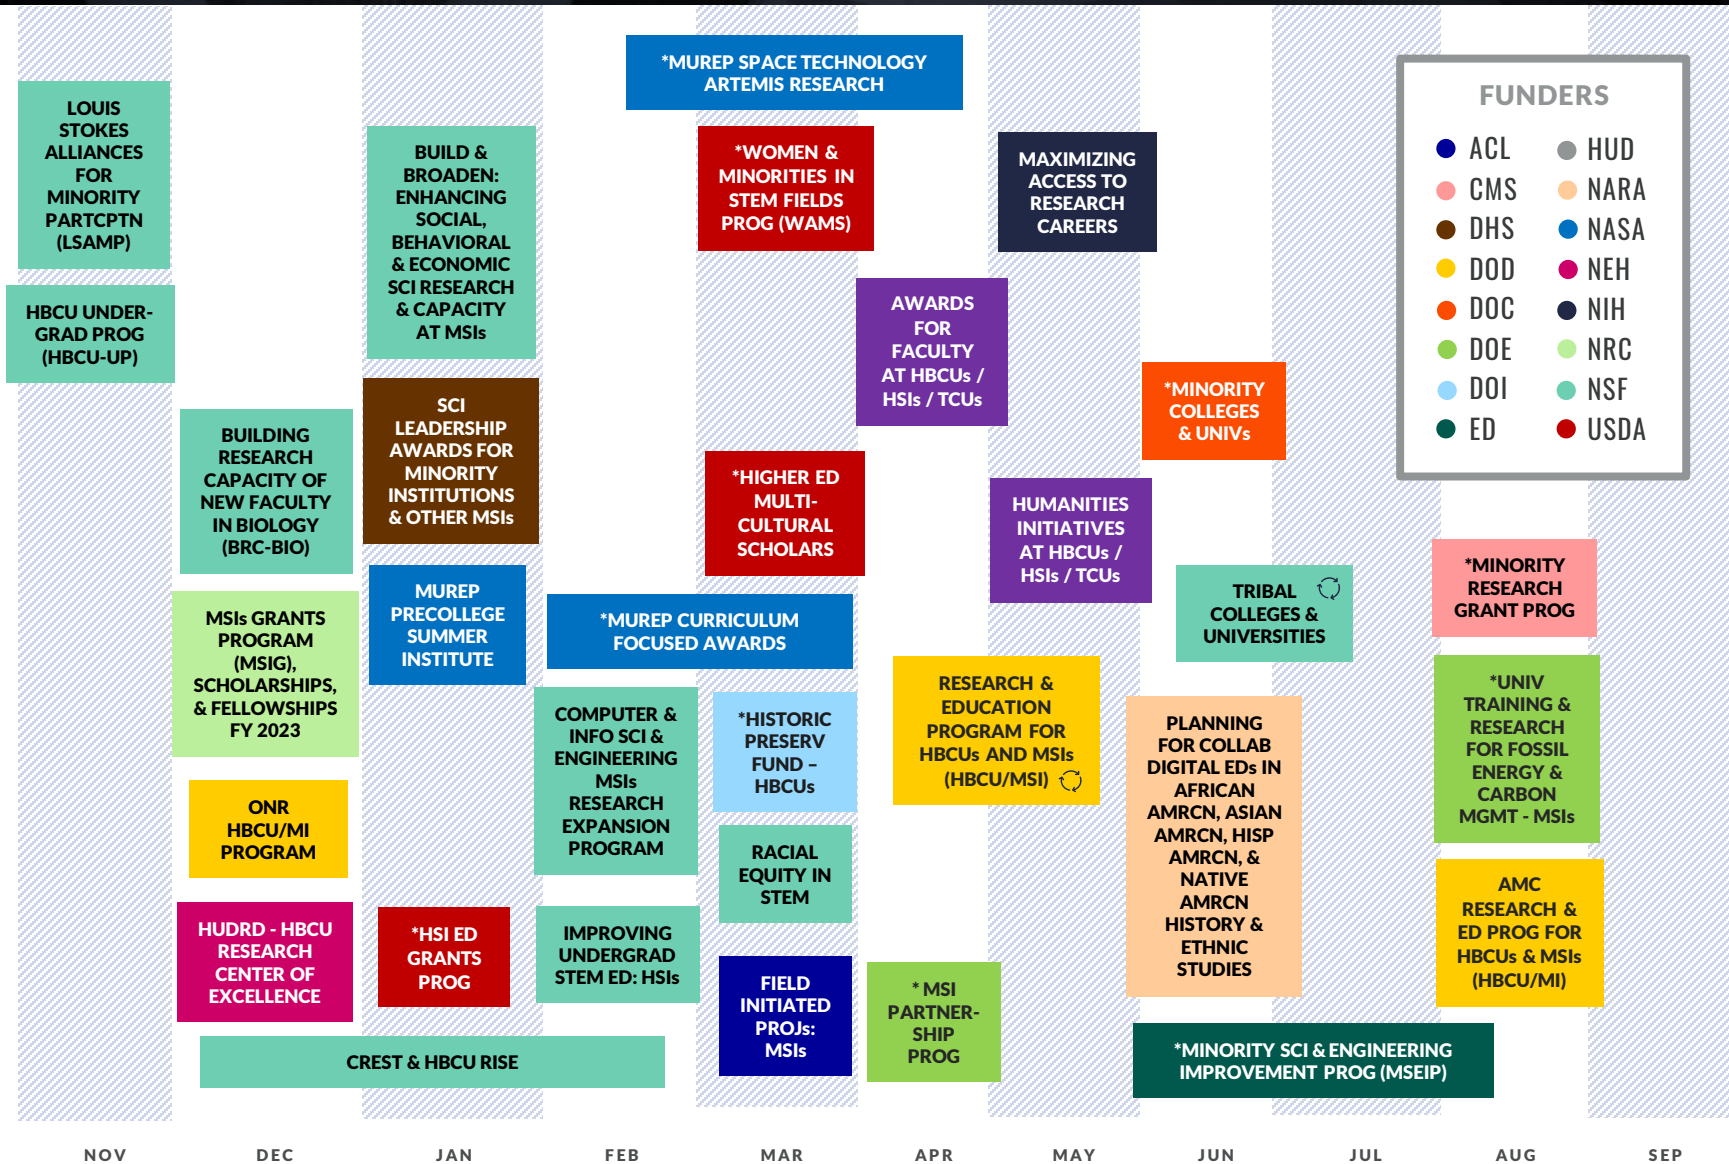 *MUREP SPACE TECHNOLOGY
ARTEMIS RESEARCH
LOUIS
STOKES
ALLIANCES
FOR
MINORITY
PARTCPTN
(LSAMP)
HBCU UNDER-
GRAD PROG
(HBCU-UP)
BUILDING
RESEARCH
CAPACITY OF
NEW FACULTY
IN BIOLOGY
(BRC-BIO)
MSIs GRANTS
PROGRAM
(MSIG),
SCHOLARSHIPS,
& FELLOWSHIPS
FY 2023
ONR
HBCU/MI
PROGRAM
HUDRD - HBCU
RESEARCH
CENTER OF
EXCELLENCE
CREST & HBCU RISE
BUILD &
BROADEN:
ENHANCING
SOCIAL,
BEHAVIORAL
& ECONOMIC
SCI RESEARCH
& CAPACITY
AT MSIs
SCI
LEADERSHIP
AWARDS FOR
MINORITY
INSTITUTIONS
& OTHER MSIs
MUREP
PRECOLLEGE
SUMMER
INSTITUTE
*HSI ED
GRANTS
PROG
*MUREP CURRICULUM
FOCUSED AWARDS
COMPUTER &
INFO SCI &
ENGINEERING
MSIs
RESEARCH
EXPANSION
PROGRAM
IMPROVING
UNDERGRAD
STEM ED: HSIs
*WOMEN &
MINORITIES IN
STEM FIELDS
PROG (WAMS)
*HIGHER ED
MULTI-
CULTURAL
SCHOLARS
*HISTORIC
PRESERV
FUND –
HBCUs
RACIAL
EQUITY IN
STEM
FIELD
INITIATED
PROJs:
MSIs
AWARDS
FOR
FACULTY
AT HBCUs /
HSIs / TCUs
RESEARCH &
EDUCATION
PROGRAM FOR
HBCUs AND MSIs
(HBCU/MSI)
* MSI
PARTNER-
SHIP
PROG
MAXIMIZING
ACCESS TO
RESEARCH
CAREERS
HUMANITIES
INITIATIVES
AT HBCUs /
HSIs / TCUs
*MINORITY
COLLEGES
& UNIVs
TRIBAL
COLLEGES &
UNIVERSITIES
PLANNING
FOR COLLAB
DIGITAL EDs IN
AFRICAN
AMRCN, ASIAN
AMRCN, HISP
AMRCN, &
NATIVE
AMRCN
HISTORY &
ETHNIC
STUDIES
*MINORITY SCI & ENGINEERING
IMPROVEMENT PROG (MSEIP)
FUNDERS
ACL
CMS
DHS
DOD
DOC
DOE
DOI
ED
HUD
NARA
NASA
NEH
NIH
NRC
NSF
USDA
*MINORITY
RESEARCH
GRANT PROG
*UNIV
TRAINING &
RESEARCH
FOR FOSSIL
ENERGY &
CARBON
MGMT - MSIs
AMC
RESEARCH &
ED PROG FOR
HBCUs & MSIs
(HBCU/MI)
NOV
DEC
JAN
FEB
MAR
APR
MAY
JUN
JUL
AUG
SEP